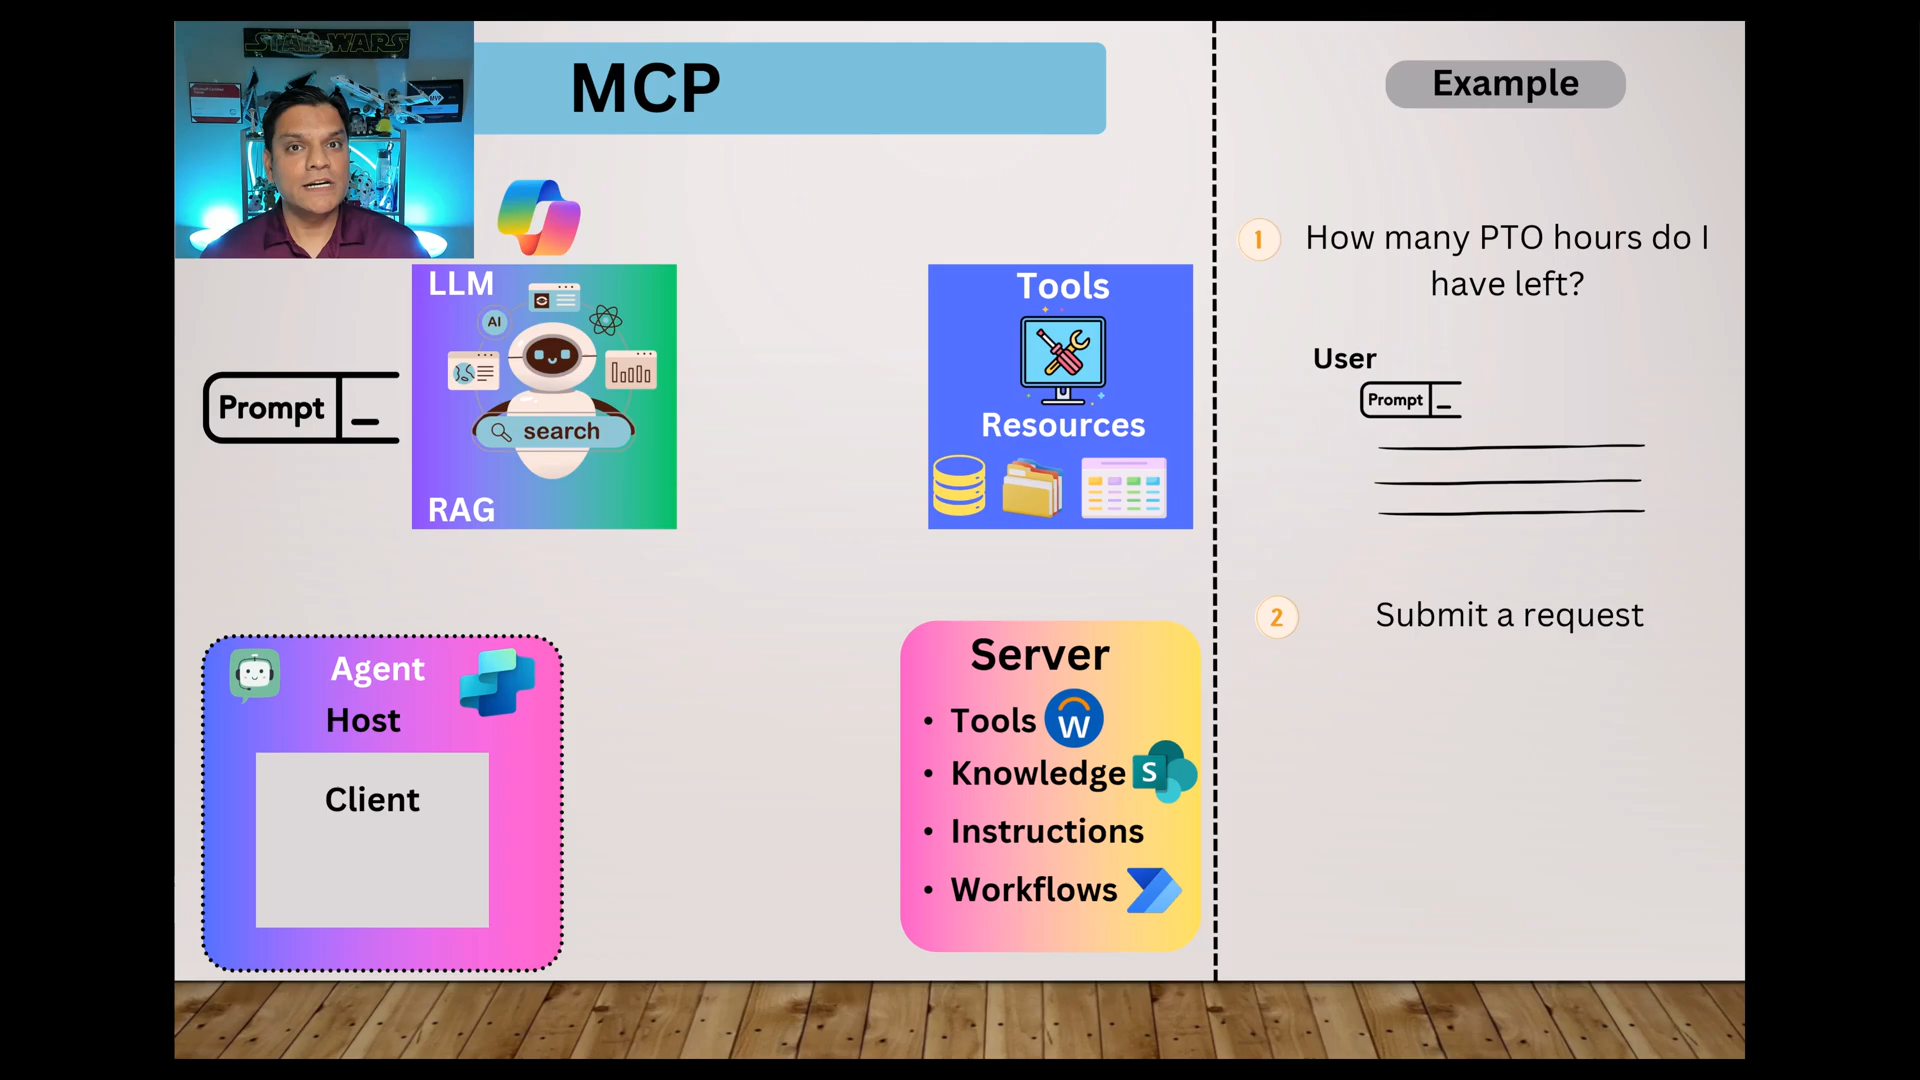 STAR WARS
MVP
MCP
Example
1
How many PTO hours do I
have left?
LLM
AI
Tools
User
Prompt
Prompt
search
Resources
RAG
2
Submit a request
Agent
Host
Client
Server
• Tools W
• Knowledge S
• Instructions
• Workflows